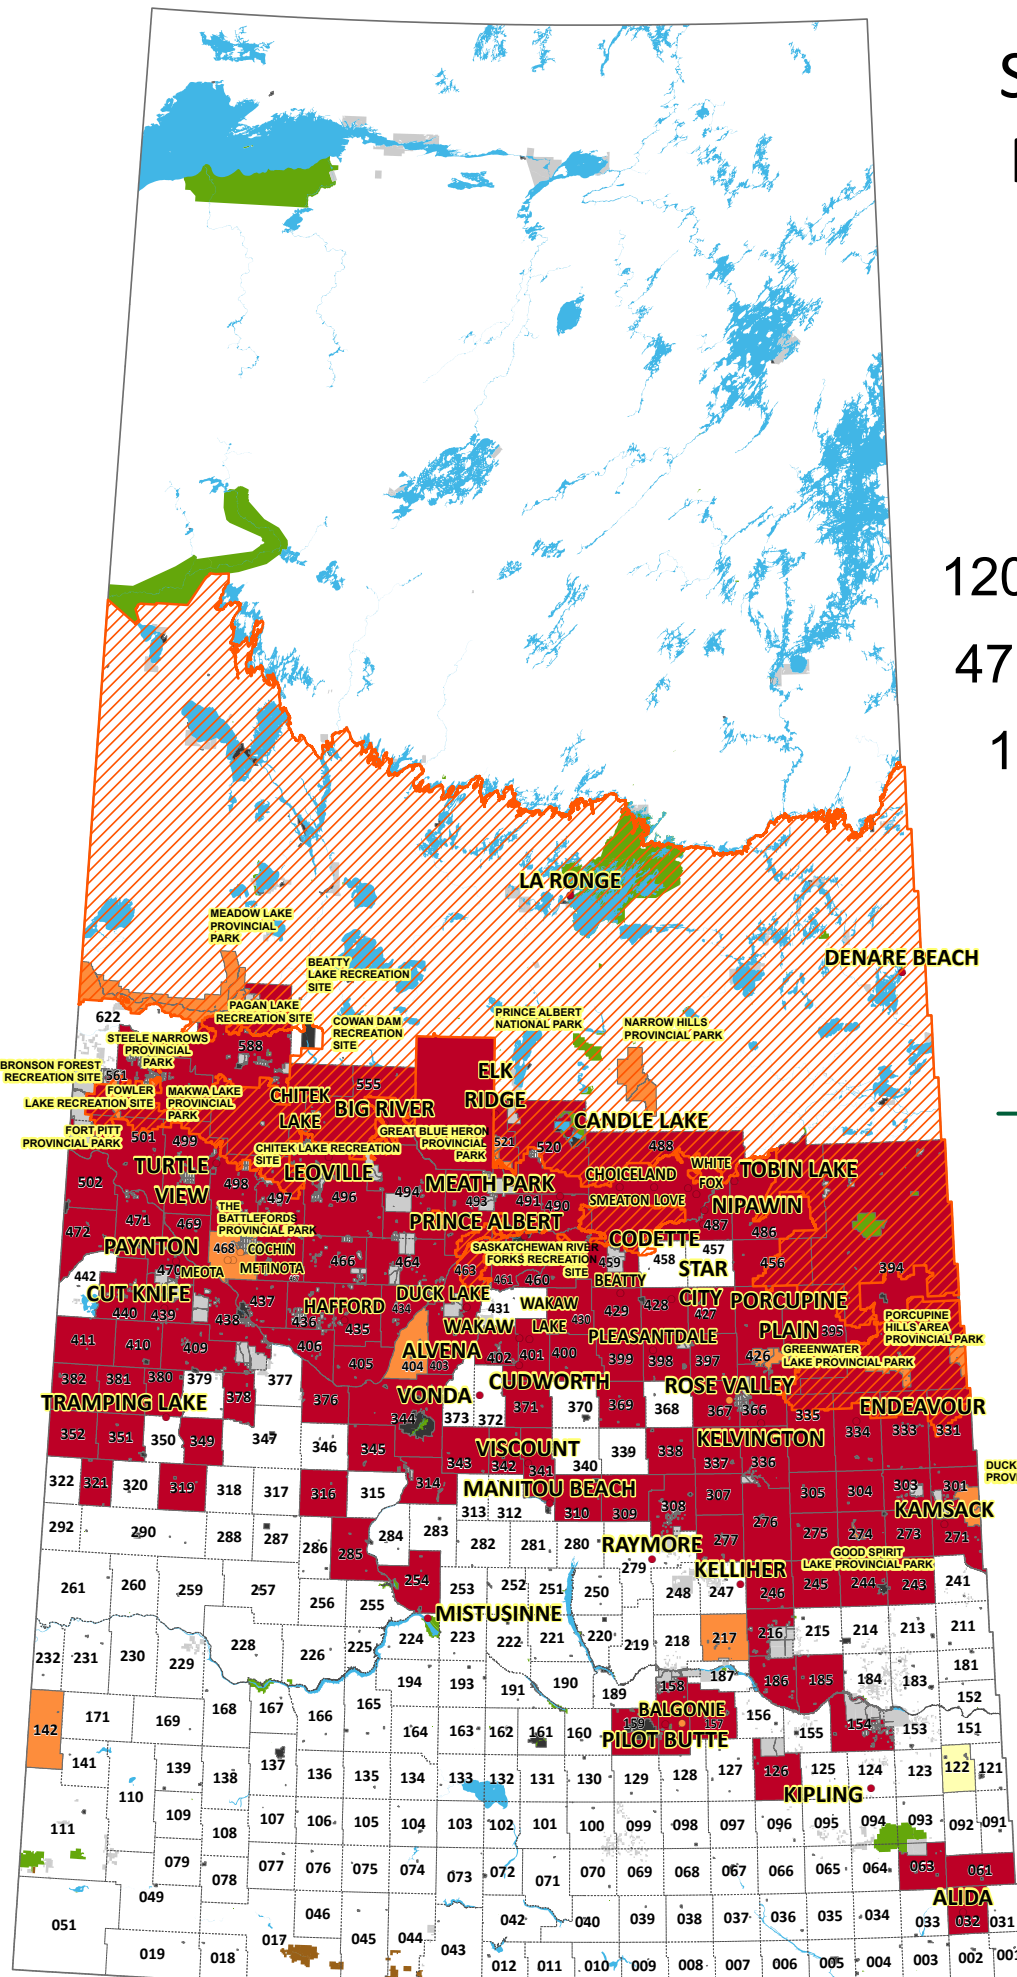 S
120
47
1
LA RONGE
MEADOW LAKE
PROVINCIAL
PARK
DENARE BEACH
BEATTY
LAKE RECREATION
SITE
PAGAN LAKE
RECREATION SITE
622
COWAN DAM
RECREATION
SITE
PRINCE ALBERT
NATIONAL PARK
NARROW HILLS
PROVINCIAL PARK
STEELE NARROWS
PROVINCIAL
PARK
588
BRONSON FOREST
RECREATION SITE
561
FOWLER
LAKE RECREATION SITE
MAKWA LAKE
PROVINCIAL
PARK
CHITEK
LAKE
555
BIG RIVER
ELK
RIDGE
CANDLE LAKE
FORT PITT
PROVINCIAL PARK
501 499
GREAT BLUE HERON
PROVINCIAL
PARK
521 520 488
CHITEK LAKE RECREATION
SITE
TURTLE
VIEW
LEOVILLE
502 498 497 496 494
MEATH PARK
493 491 490
CHOICELAND
WHITE
FOX
TOBIN LAKE
SMEATON LOVE
NIPAWIN
THE
BATTLEFORDS
PROVINCIAL PARK
472 471 469
PRINCE ALBERT
487 486
PAYNTON
468 COCHIN
METINOTA
466 464
SASKATCHEWAN RIVER
FORKS RECREATION
SITE
CODETTE
459 458 457
STAR
CITY
456 394
442 470 MEOTA
463 461 460
BEATTY
CUT KNIFE
440 439 438 437 436
HAFFORD
435 434
DUCK LAKE
431
WAKAW
LAKE
430 429 428 427
PORCUPINE
PLAIN
395
PORCUPINE
HILLS AREA
PROVINCIAL PARK
WAKAW
PLEASANTDALE
GREENWATER
LAKE PROVINCIAL PARK
411 410 409 406 405 404 403
ALVENA
402 401 400 399 398 397 426
382 381 380 379 378 377 376
TRAMPING LAKE
VONDA
CUDWORTH
ROSE VALLEY
ENDEAVOUR
344 373 372 371 370 369 368 367 366 335 334 333 331
352 351 350 349 347 346 345
VISCOUNT
343 342 341 340 339 338 337 336
KELVINGTON
322 321 320 319 318 317 316 315 314
MANITOU BEACH
313 312 310 309 308 307 305 304 303 301
DUCK
PROVI
KAMSACK
292 290 288 287 286 285 284 283 282 281 280 279
RAYMORE
277 276 275 274 273 271
KELLIHER
GOOD SPIRIT
LAKE PROVINCIAL PARK
261 260 259 257 256 255 254 253 252 251 250 248 247 246 245 244 243 241
MISTUSINNE
232 231 230 229 228 226 225 224 223 222 221 220 219 218 217 216 215 214 213 211
194 193 191 190 189 158 187 186 185 184 183 181
142 171 169 168 167 166 165 164 163 162 161 160 159 157 156 155 154 153 152 151
BALGONIE
PILOT BUTTE
141 139 138 137 136 135 134 133 132 131 130 129 128 127 126 125 124 123 122 121
KIPLING
111 110 109 108 107 106 105 104 103 102 101 100 099 098 097 096 095 094 093 092 091
079 078 077 076 075 074 073 072 071 070 069 068 067 066 065 064 063 061
ALIDA
051 049 046 045 044 043 042 040 039 038 037 036 035 034 033 032 031
019 018 017 012 011 010 009 008 007 006 005 004 003 002